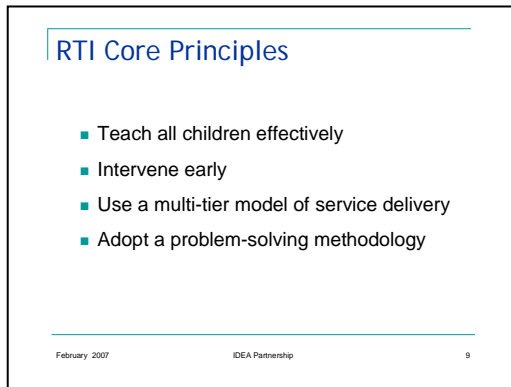 RTI Core Principles
Teach all children effectively
Intervene early
Use a multi-tier model of service delivery
Adopt a problem-solving methodology
February 2007 IDEA Partnership 9